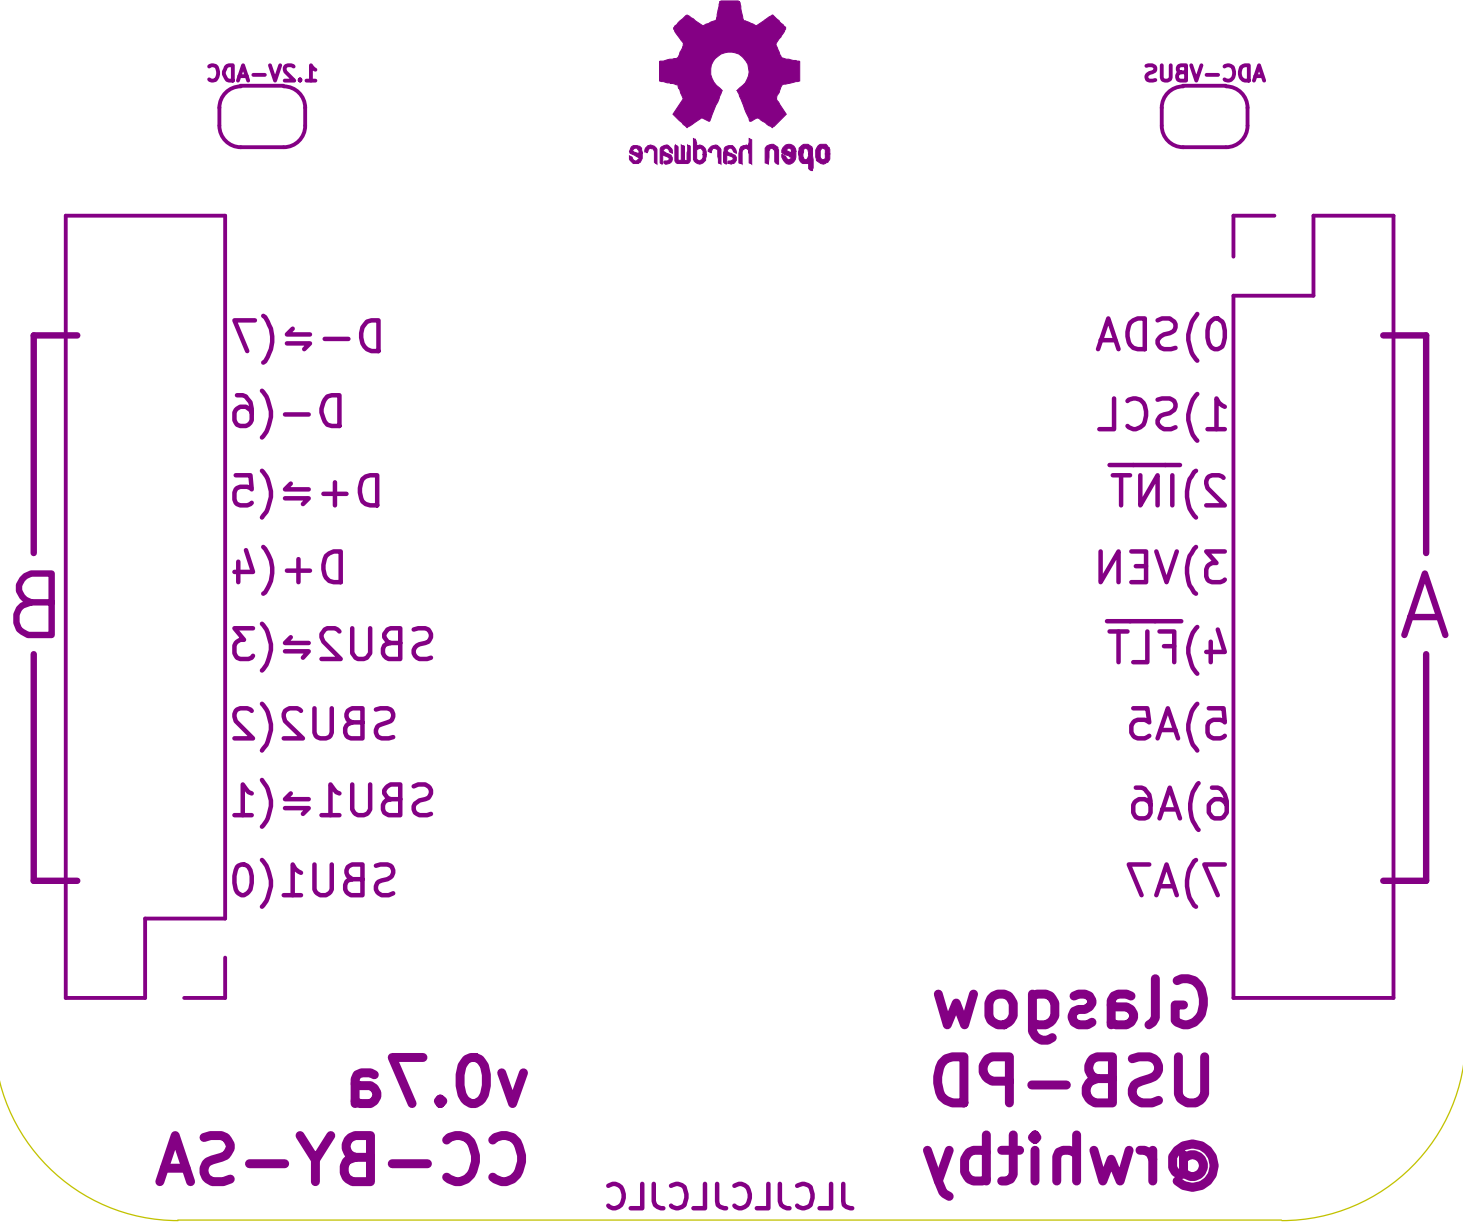 ADC-VBUS
open hardware
1.2V-ADC
A
0)SDA
1)SCL
2)INT
3)VEN
4)FLT
5)A5
6)A6
7)A7
D-⇌(7
D-(6
D+⇌(5
D+(4
SBU2⇌(3
SBU2(2
SBU1⇌(1
SBU1(0
B
Glasgow
USB-PD
@rwhitby
v0.7a
CC-BY-SA
JLCJLCJLCJLC